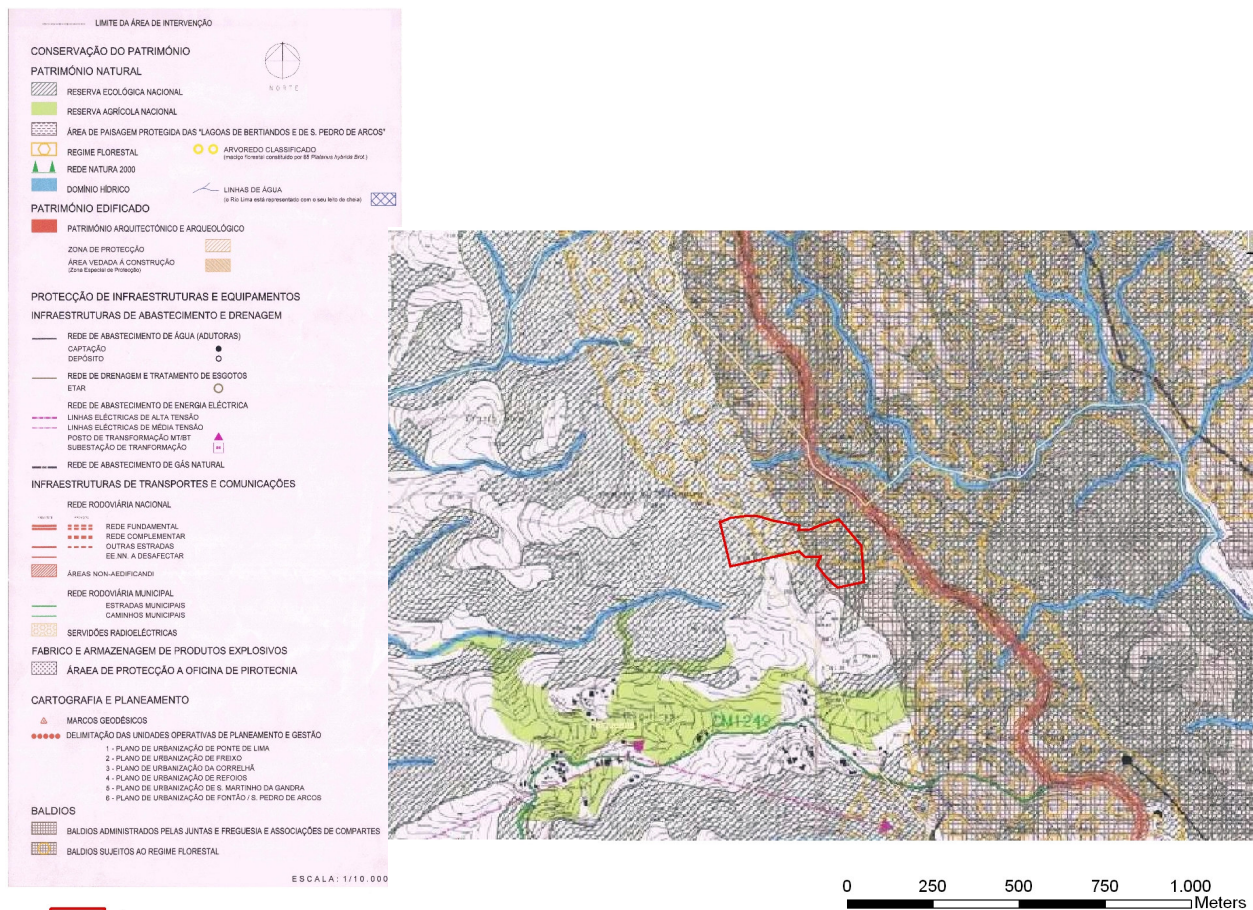 LIMITE DA ÁREA DE INTERVENÇÃO
CONSERVAÇÃO DO PATRIMÓNIO
NORTE
PATRIMÓNIO NATURAL
RESERVA ECOLÓGICA NACIONAL
RESERVA AGRÍCOLA NACIONAL
ÁREA DE PAISAGEM PROTEGIDA DAS "LAGOAS DE BERTIANDOS E DE S. PEDRO DE ARCOS"
REGIME FLORESTAL
ARVOREDO CLASSIFICADO
(maciço florestal constituído por 68 Platanus hybrida Brot.)
REDE NATURA 2000
DOMÍNIO HÍDRICO
LINHAS DE ÁGUA
(o Rio Lima está representado com o seu leito de cheia)
PATRIMÓNIO EDIFICADO
PATRIMÓNIO ARQUITECTÓNICO E ARQUEOLÓGICO
ZONA DE PROTECÇÃO
ÁREA VEDADA À CONSTRUÇÃO
(Zona Especial de Protecção)
PROTECÇÃO DE INFRAESTRUTURAS E EQUIPAMENTOS
INFRAESTRUTURAS DE ABASTECIMENTO E DRENAGEM
REDE DE ABASTECIMENTO DE ÁGUA (ADUTORAS)
CAPTAÇÃO
DEPÓSITO
REDE DE DRENAGEM E TRATAMENTO DE ESGOTOS
ETAR
REDE DE ABASTECIMENTO DE ENERGIA ELÉCTRICA
LINHAS ELÉCTRICAS DE ALTA TENSÃO
LINHAS ELÉCTRICAS DE MÉDIA TENSÃO
POSTO DE TRANSFORMAÇÃO MT/BT
SUBESTAÇÃO DE TRANFORMAÇÃO
REDE DE ABASTECIMENTO DE GÁS NATURAL
INFRAESTRUTURAS DE TRANSPORTES E COMUNICAÇÕES
REDE RODOVIÁRIA NACIONAL
REDE FUNDAMENTAL
REDE COMPLEMENTAR
OUTRAS ESTRADAS
EE.NN. A DESAFECTAR
ÁREAS NON-AEDIFICANDI
REDE RODOVIÁRIA MUNICIPAL
ESTRADAS MUNICIPAIS
CAMINHOS MUNICIPAIS
SERVIDÕES RADIOELÉCTRICAS
FABRICO E ARMAZENAGEM DE PRODUTOS EXPLOSIVOS
ÁRAEA DE PROTECÇÃO A OFICINA DE PIROTECNIA
CARTOGRAFIA E PLANEAMENTO
MARCOS GEODÉSICOS
DELIMITAÇÃO DAS UNIDADES OPERATIVAS DE PLANEAMENTO E GESTÃO
1 - PLANO DE URBANIZAÇÃO DE PONTE DE LIMA
2 - PLANO DE URBANIZAÇÃO DE FREIXO
3 - PLANO DE URBANIZAÇÃO DA CORRELHÃ
4 - PLANO DE URBANIZAÇÃO DE REFOIOS
5 - PLANO DE URBANIZAÇÃO DE S. MARTINHO DA GANDRA
6 - PLANO DE URBANIZAÇÃO DE FONTÃO / S. PEDRO DE ARCOS
BALDIOS
BALDIOS ADMINISTRADOS PELAS JUNTAS E FREGUESIA E ASSOCIAÇÕES DE COMPARTES
BALDIOS SUJEITOS AO REGIME FLORESTAL
ESCALA: 1/10.000
CM1249
0 250 500 750 1.000
Meters